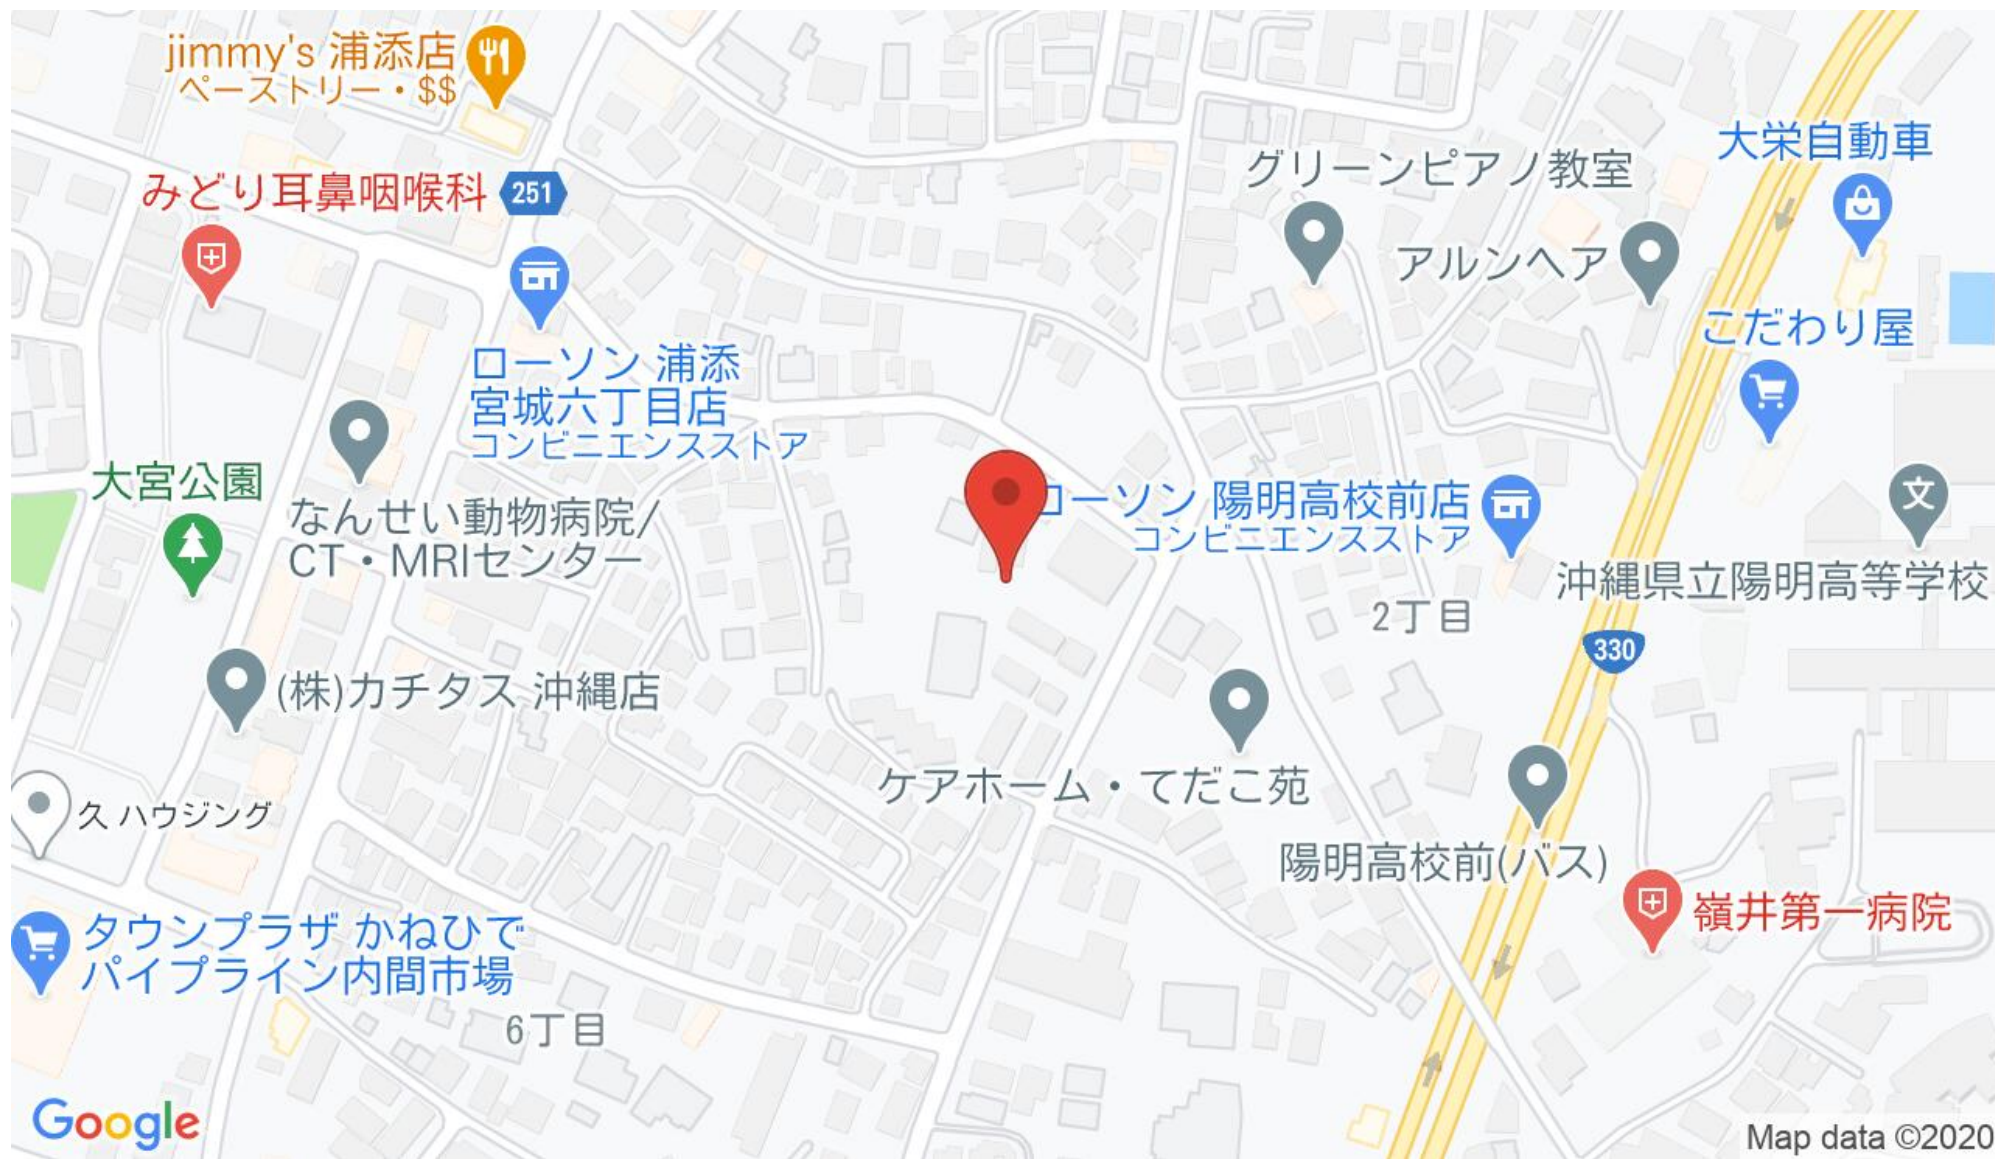 jimmy's 浦添店
ペーストリー・$$
大栄自動車
グリーンピアノ教室
みどり耳鼻咽喉科
251
アルンヘア
こだわり屋
ローソン 浦添
宮城六丁目店
コンビニエンスストア
大宮公園
なんせい動物病院/
CT・MRIセンター
ローソン 陽明高校前店
コンビニエンスストア
文
沖縄県立陽明高等学校
2丁目
330
(株)カチタス 沖縄店
ケアホーム・てだこ苑
久 ハウジング
陽明高校前(バス)
嶺井第一病院
タウンプラザ かねひで
パイプライン内間市場
6丁目
Google
Map data ©2020